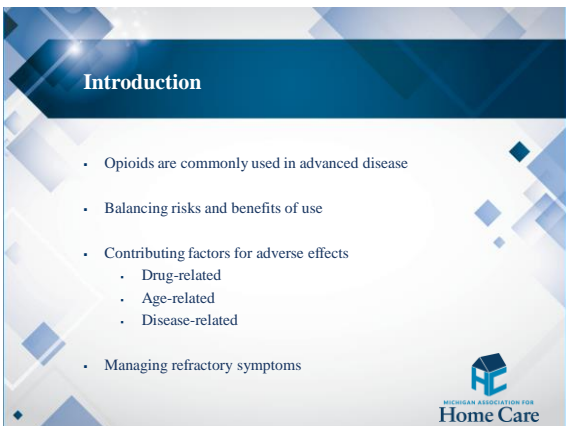 Introduction
▪ Opioids are commonly used in advanced disease
▪ Balancing risks and benefits of use
▪ Contributing factors for adverse effects
▪ Drug-related
▪ Age-related
▪ Disease-related
▪ Managing refractory symptoms
HC
MICHIGAN ASSOCIATION FOR
Home Care